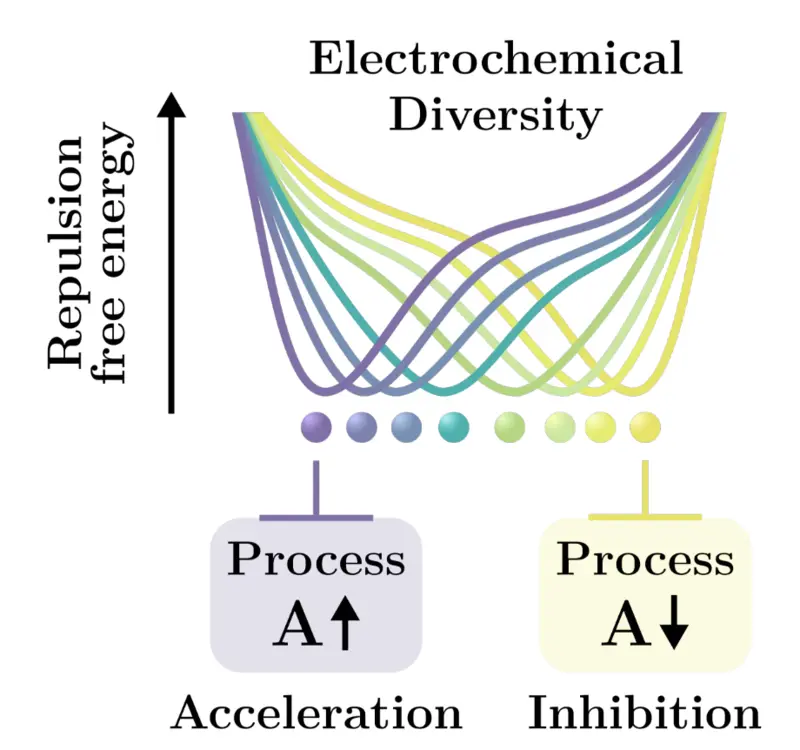 Electrochemical
Diversity
Repulsion
free energy
Process
A
Acceleration
Process
A
Inhibition